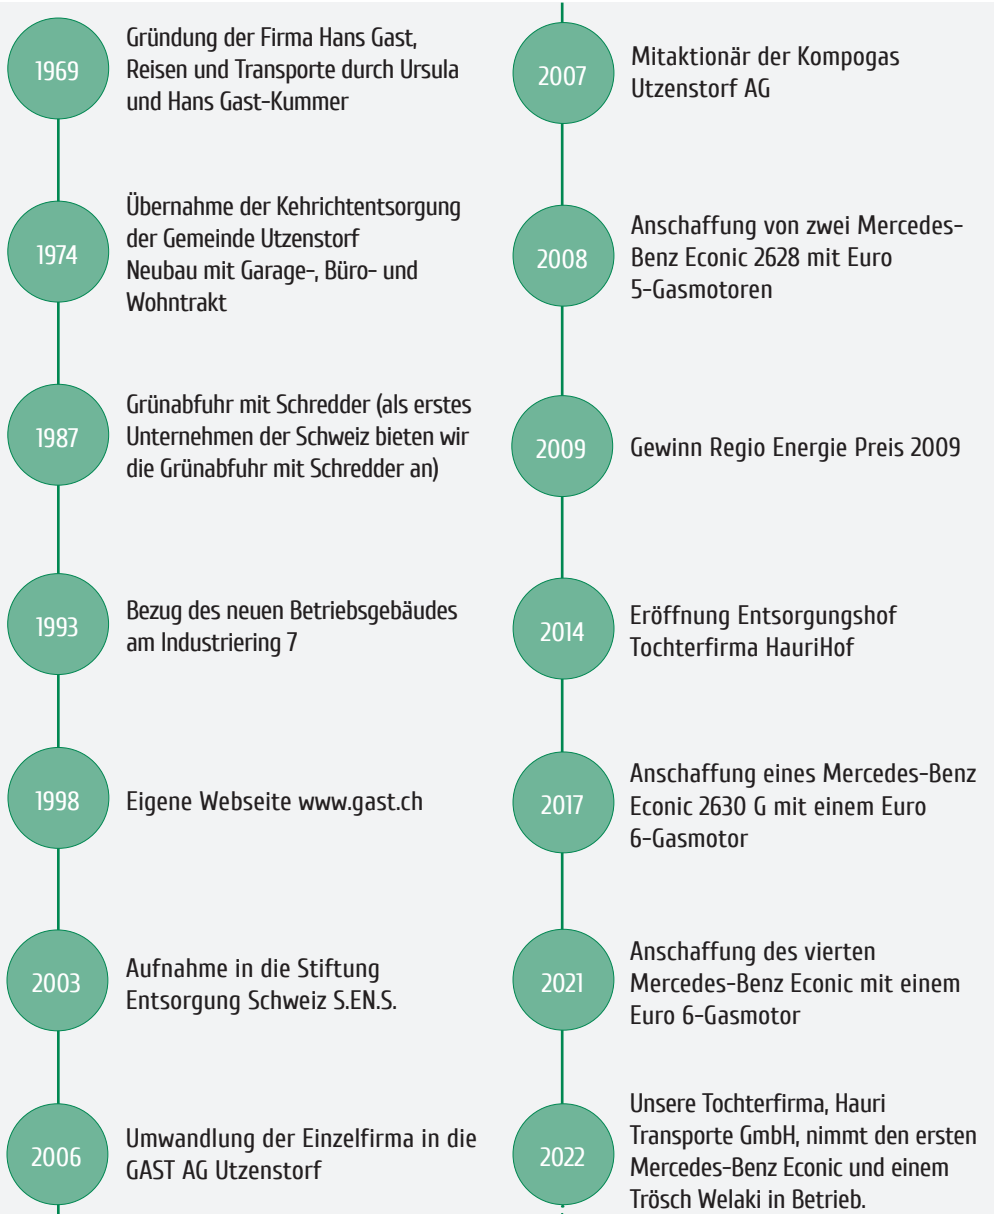 1969
Gründung der Firma Hans Gast,
Reisen und Transporte durch Ursula
und Hans Gast-Kummer
1974
Übernahme der Kehrichtentsorgung
der Gemeinde Utzenstorf
Neubau mit Garage-, Büro- und
Wohntrakt
1987
Grünabfuhr mit Schredder (als erstes
Unternehmen der Schweiz bieten wir
die Grünabfuhr mit Schredder an)
1993
Bezug des neuen Betriebsgebäudes
am Industriering 7
1998
Eigene Webseite www.gast.ch
2003
Aufnahme in die Stiftung
Entsorgung Schweiz S.EN.S.
2006
Umwandlung der Einzelfirma in die
GAST AG Utzenstorf
2007
Mitaktionär der Kompogas
Utzenstorf AG
2008
Anschaffung von zwei Mercedes-
Benz Econic 2628 mit Euro
5-Gasmotoren
2009
Gewinn Regio Energie Preis 2009
2014
Eröffnung Entsorgungshof
Tochterfirma HauriHof
2017
Anschaffung eines Mercedes-Benz
Econic 2630 G mit einem Euro
6-Gasmotor
2021
Anschaffung des vierten
Mercedes-Benz Econic mit einem
Euro 6-Gasmotor
2022
Unsere Tochterfirma, Hauri
Transporte GmbH, nimmt den ersten
Mercedes-Benz Econic und einem
Trösch Welaki in Betrieb.